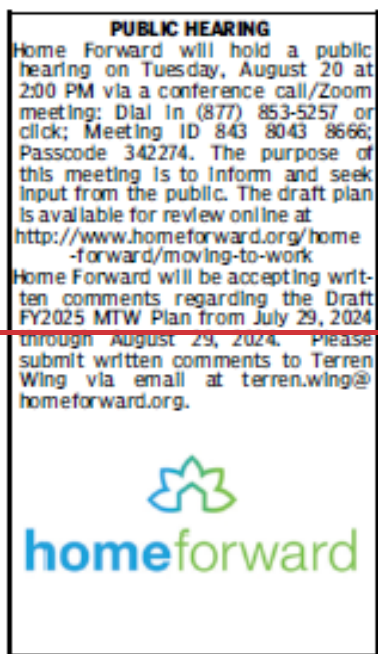 PUBLIC HEARING
Home Forward will hold a public
hearing on Tuesday, August 20 at
2:00 PM via a conference call/Zoom
meeting: Dial in (877) 853-5257 or
click; Meeting ID 843 8043 8666;
Passcode 342274. The purpose of
this meeting is to inform and seek
input from the public. The draft plan
is available for review online at
http://www.homeforward.org/home
-forward/moving-to-work
Home Forward will be accepting writ-
ten comments regarding the Draft
FY2025 MTW Plan from July 29, 2024
through August 29, 2024. Please
submit written comments to Terren
Wing via email at terren.wing@
homeforward.org.
homeforward